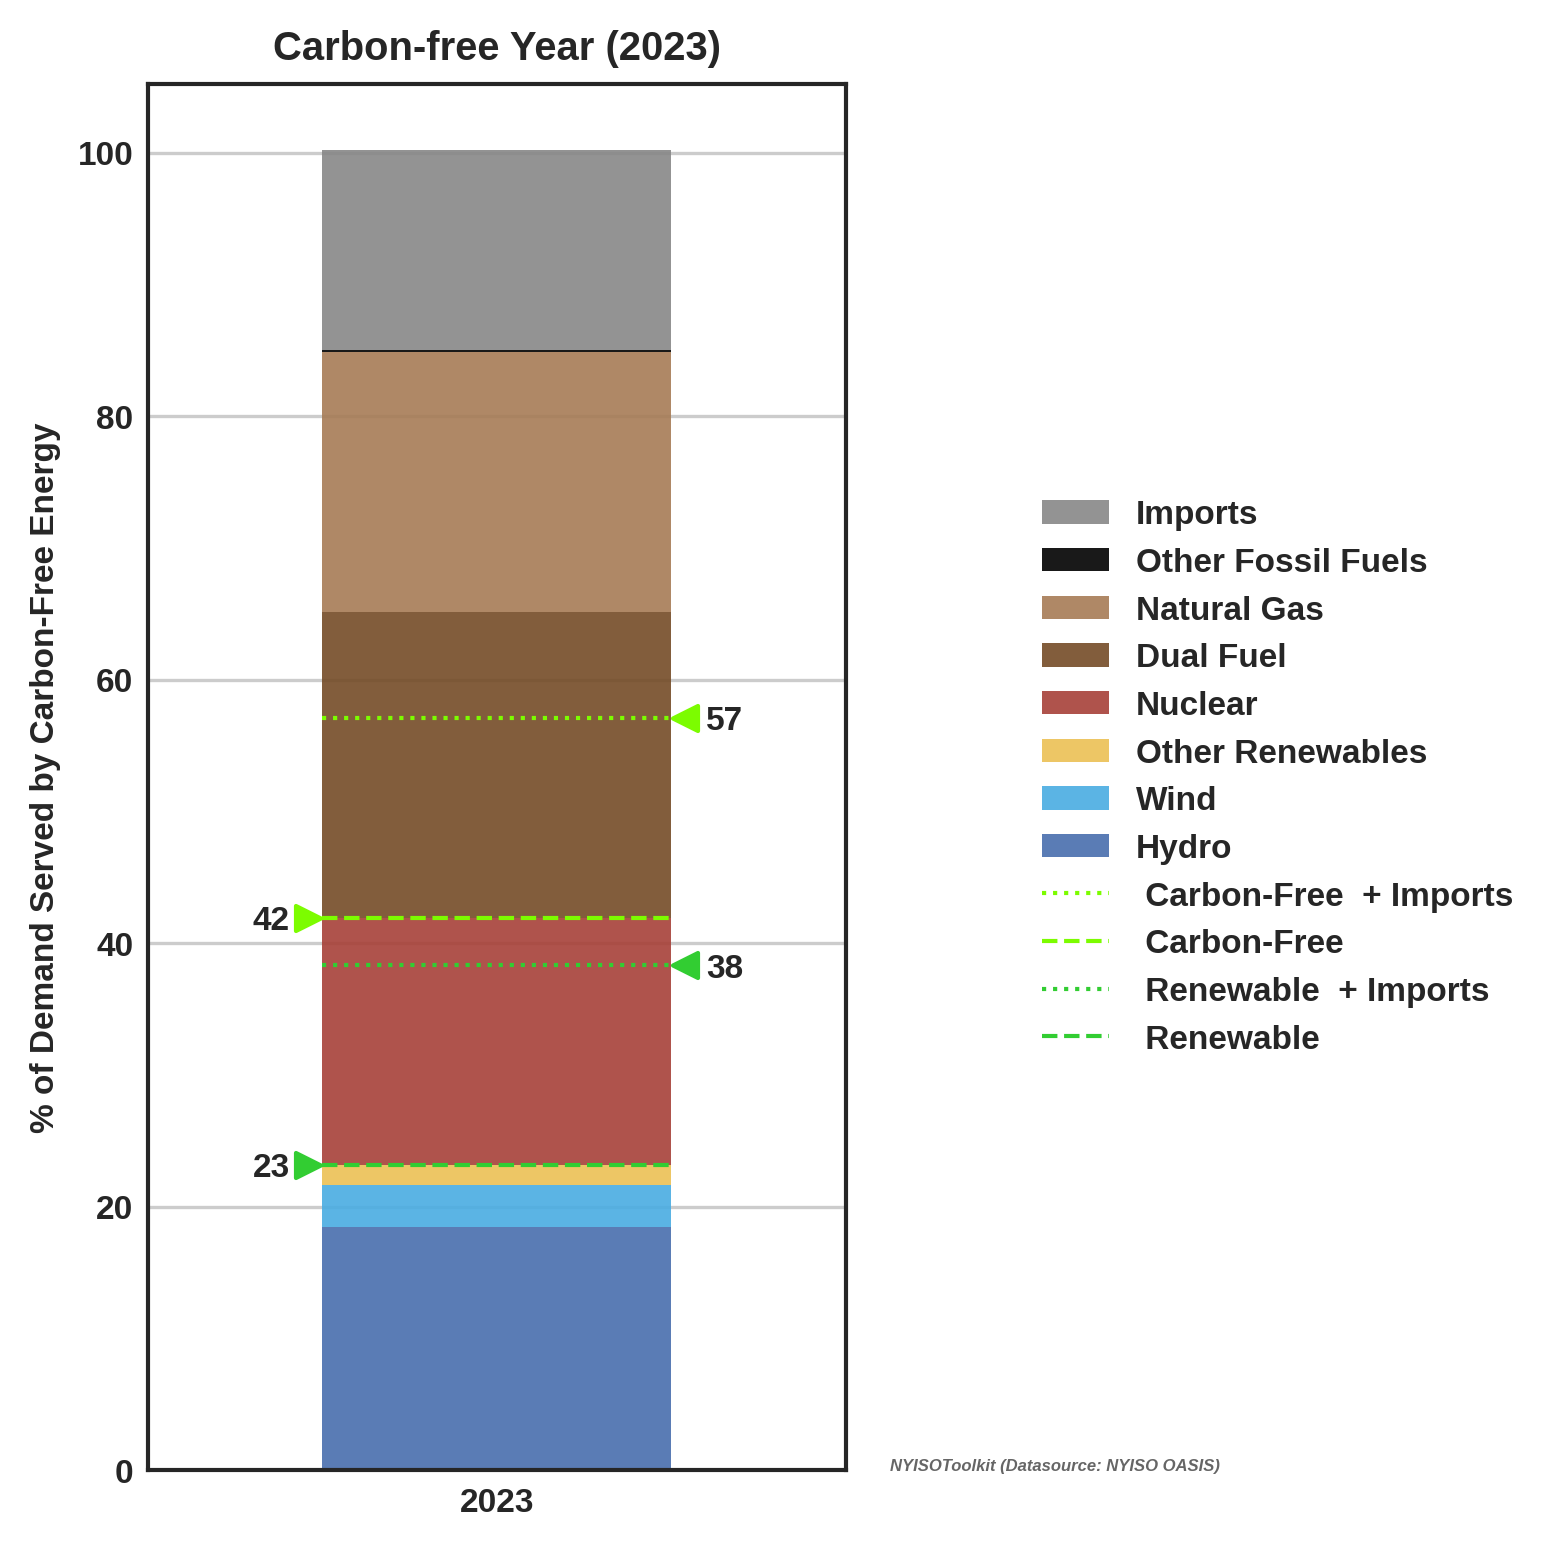 Carbon-free Year (2023)
% of Demand Served by Carbon-Free Energy
100
80
60
40
20
0
57
42
38
23
2023
Imports
Other Fossil Fuels
Natural Gas
Dual Fuel
Nuclear
Other Renewables
Wind
Hydro
Carbon-Free + Imports
Carbon-Free
Renewable + Imports
Renewable
NYISOToolkit (Datasource: NYISO OASIS)